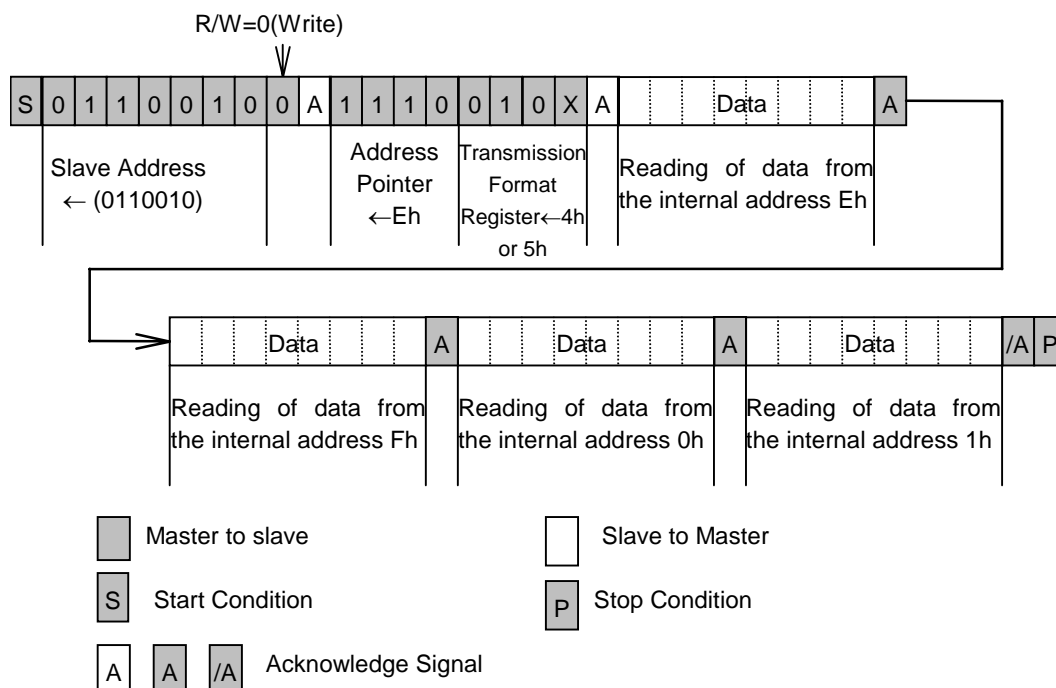 R/W=0(Write)
S 0 1 1 0 0 1 0 0 A 1 1 1 0 0 1 0 X A Data A
Slave Address
← (0110010)
Address
Pointer
←Eh
Transmission
Format
Register←4h
or 5h
Reading of data from
the internal address Eh
Data A Data A Data /A P
Reading of data from
the internal address Fh
Reading of data from
the internal address 0h
Reading of data from
the internal address 1h
Master to slave
Slave to Master
S Start Condition
P Stop Condition
A A /A Acknowledge Signal